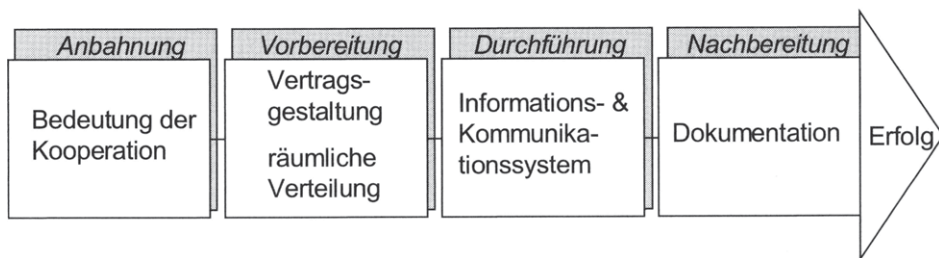 Anbahnung
Bedeutung der
Kooperation
Vorbereitung
Vertrags-
gestaltung
räumliche
Verteilung
Durchführung
Informations- &
Kommunika-
tionssystem
Nachbereitung
Dokumentation
Erfolg